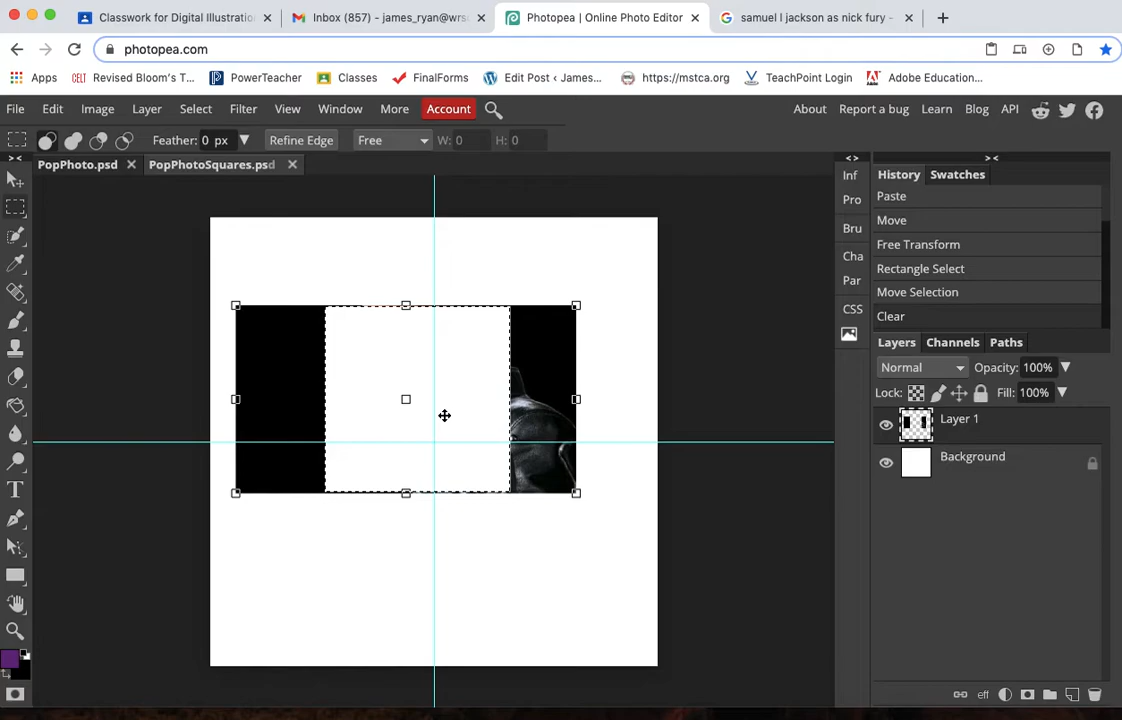 Classwork for Digital Illustratio
Inbox (857) - james_ryan@wrs
Photopea | Online Photo Editor
samuel l jackson as nick fury -
photopea.com
Apps
Revised Bloom's T...
PowerTeacher
Classes
FinalForms
Edit Post ‹ James...
https://mstca.org
TeachPoint Login
Adobe Education...
File Edit Image Layer Select Filter View Window More Account
About Report a bug Learn Blog API
Feather: 0 px Refine Edge Free W: 0 H: 0
PopPhoto.psd PopPhotoSquares.psd
Inf
Pro
Bru
Cha
Par
CSS
History Swatches
Paste
Move
Free Transform
Rectangle Select
Move Selection
Clear
Layers Channels Paths
Normal Opacity: 100%
Lock: Fill: 100%
Layer 1
Background
eff